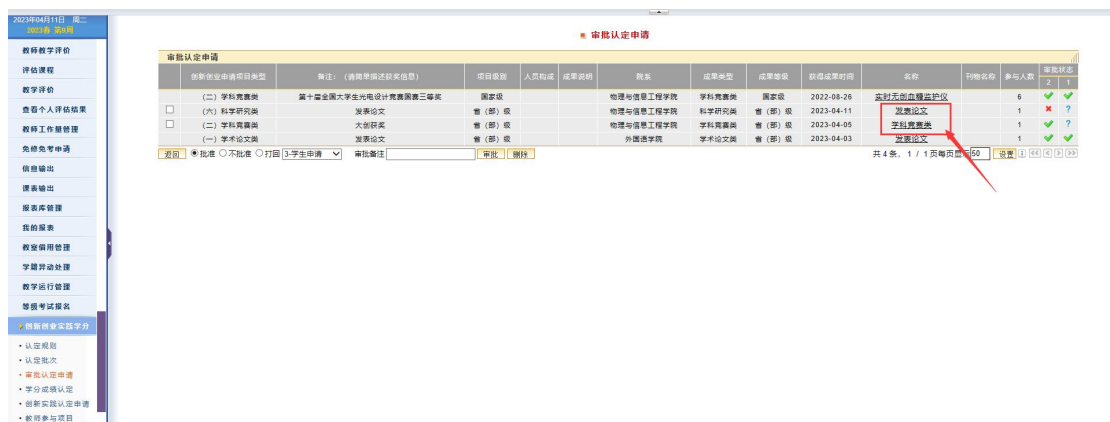 2023年04月11日 周二
2023春 第9周
教师教学评价
评估课程
教学评价
查看个人评估结果
教师工作量管理
免修免考申请
信息输出
课表输出
报表库管理
我的报表
教室借用管理
学籍异动处理
教学运行管理
等级考试报名
创新创业实践学分
认定规则
认定批次
审批认定申请
学分成绩认定
创新实践认定申请
教师参与项目
审批认定申请
审批认定申请
创新创业申请项目类型 备注：（请简单描述获奖信息） 项目级别 人员构成 成果说明 院系 成果类型 成果等级 获得成果时间 名称 刊物名称 参与人数 审批状态 2 1
（二）学科竞赛类 第十届全国大学生光电设计竞赛国赛三等奖 国家级 物理与信息工程学院 学科竞赛类 国家级 2022-08-26 实时无创血糖监护仪 6
（六）科学研究类 发表论文 省（部）级 物理与信息工程学院 科学研究类 省（部）级 2023-04-11 发表论文 1 ?
（二）学科竞赛类 大创获奖 省（部）级 物理与信息工程学院 学科竞赛类 省（部）级 2023-04-05 学科竞赛类 1 ?
（一）学术论文类 发表论文 省（部）级 外国语学院 学术论文类 省（部）级 2023-04-03 发表论文 1
返回 批准 不批准 打回 3-学生申请 审批备注 审批 删除 共4条, 1 / 1页每页显示 50 设置 1 << < > >>